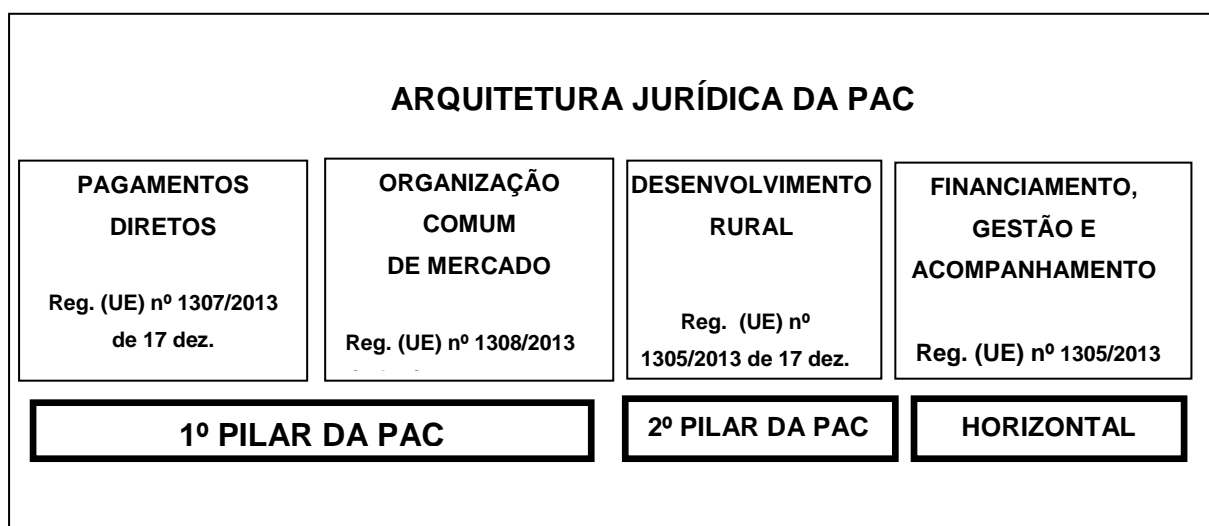 ARQUITETURA JURÍDICA DA PAC
PAGAMENTOS
DIRETOS
Reg. (UE) nº 1307/2013
de 17 dez.
ORGANIZAÇÃO
COMUM
DE MERCADO
Reg. (UE) nº 1308/2013
DESENVOLVIMENTO
RURAL
Reg. (UE) nº
1305/2013 de 17 dez.
FINANCIAMENTO,
GESTÃO E
ACOMPANHAMENTO
Reg. (UE) nº 1305/2013
1º PILAR DA PAC
2º PILAR DA PAC
HORIZONTAL